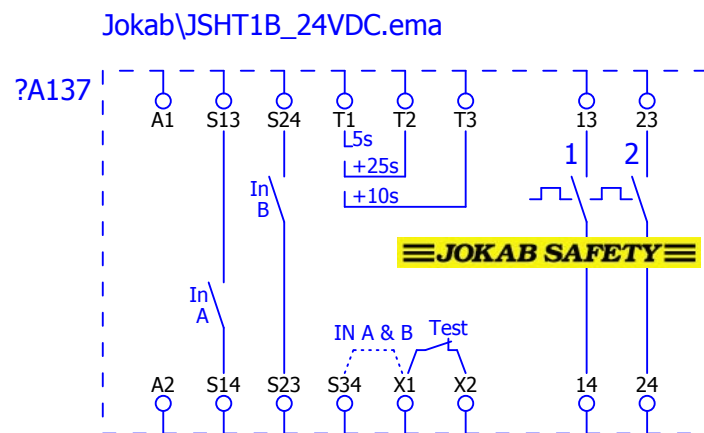 Jokab\JSHT1B_24VDC.ema
?A137
A1 S13 S24 T1 T2 T3 13 23
5s
+25s
+10s
1 2
In
B
JOKAB SAFETY
In
A
IN A & B Test
A2 S14 S23 S34 X1 X2 14 24